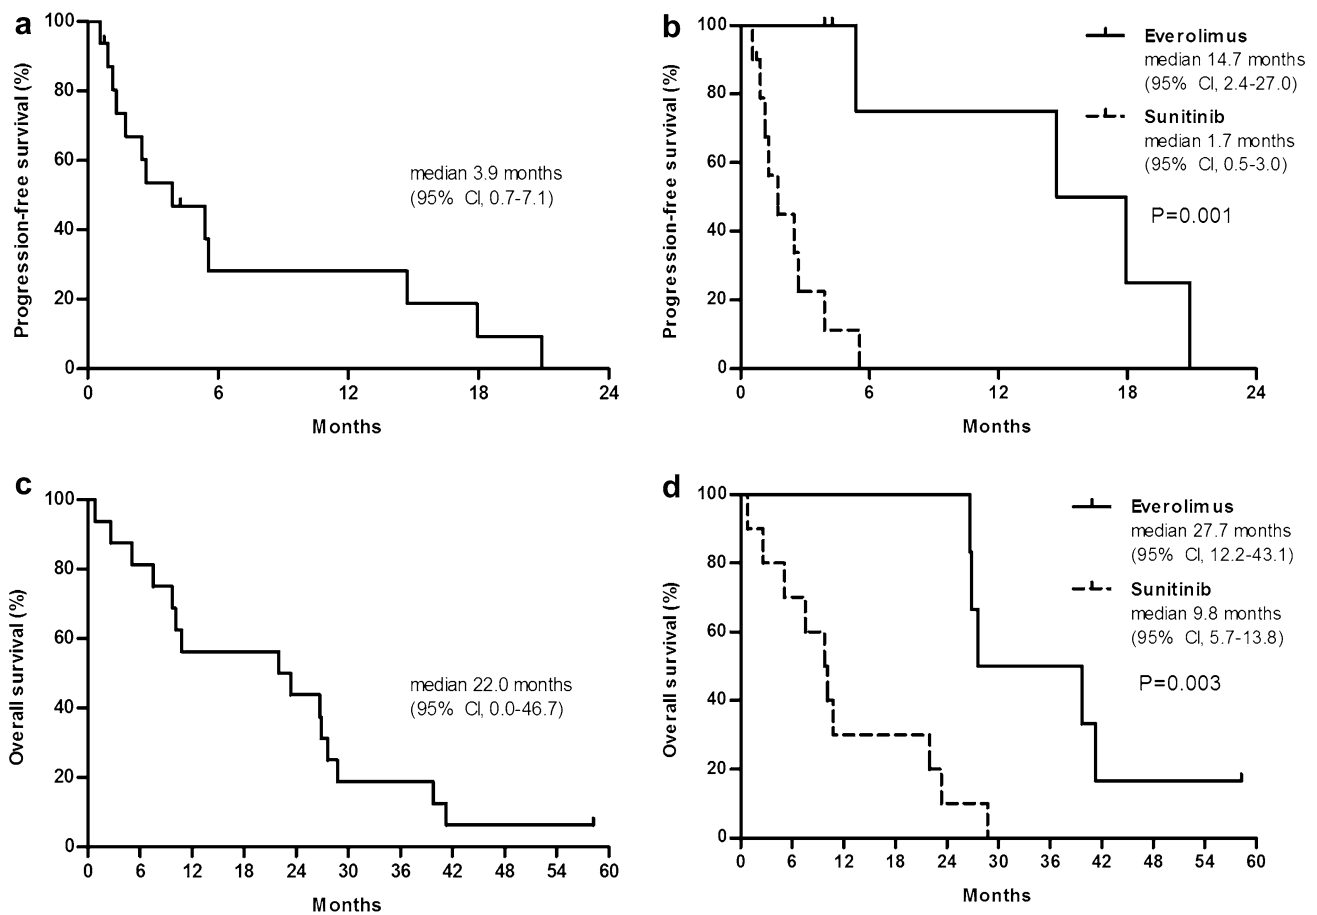 a
Progression-free survival (%)
100
80
60
40
20
0
0 6 12 18 24
Months
median 3.9 months
(95% CI, 0.7-7.1)
b
Progression-free survival (%)
100
80
60
40
20
0
0 6 12 18 24
Months
Everolimus
median 14.7 months
(95% CI, 2.4-27.0)
Sunitinib
median 1.7 months
(95% CI, 0.5-3.0)
P=0.001
c
Overall survival (%)
100
80
60
40
20
0
0 6 12 18 24 30 36 42 48 54 60
Months
median 22.0 months
(95% CI, 0.0-46.7)
d
Overall survival (%)
100
80
60
40
20
0
0 6 12 18 24 30 36 42 48 54 60
Months
Everolimus
median 27.7 months
(95% CI, 12.2-43.1)
Sunitinib
median 9.8 months
(95% CI, 5.7-13.8)
P=0.003